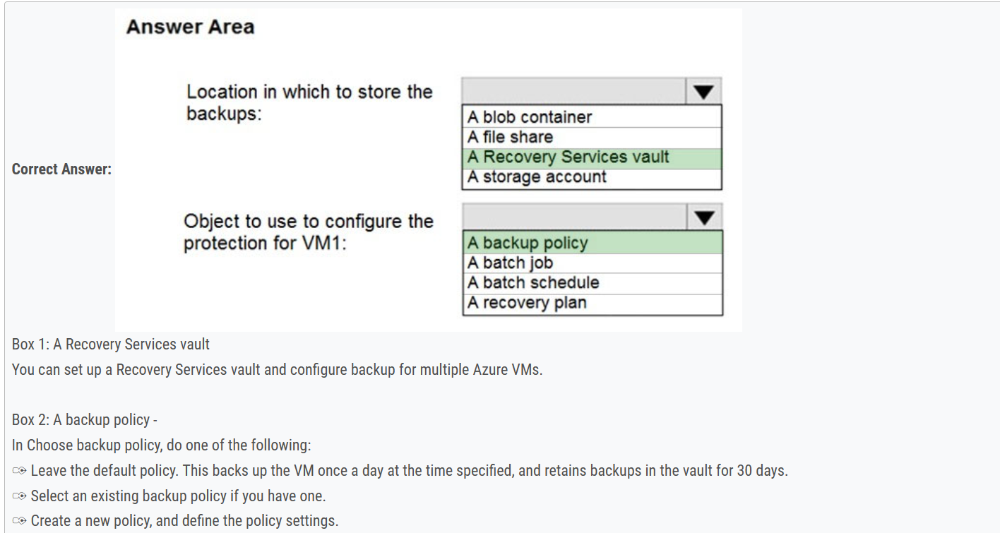 Answer Area
Location in which to store the
backups:
A blob container
A file share
A Recovery Services vault
A storage account
Correct Answer:
Object to use to configure the
protection for VM1:
A backup policy
A batch job
A batch schedule
A recovery plan
Box 1: A Recovery Services vault
You can set up a Recovery Services vault and configure backup for multiple Azure VMs.
Box 2: A backup policy -
In Choose backup policy, do one of the following:
Leave the default policy. This backs up the VM once a day at the time specified, and retains backups in the vault for 30 days.
Select an existing backup policy if you have one.
Create a new policy, and define the policy settings.